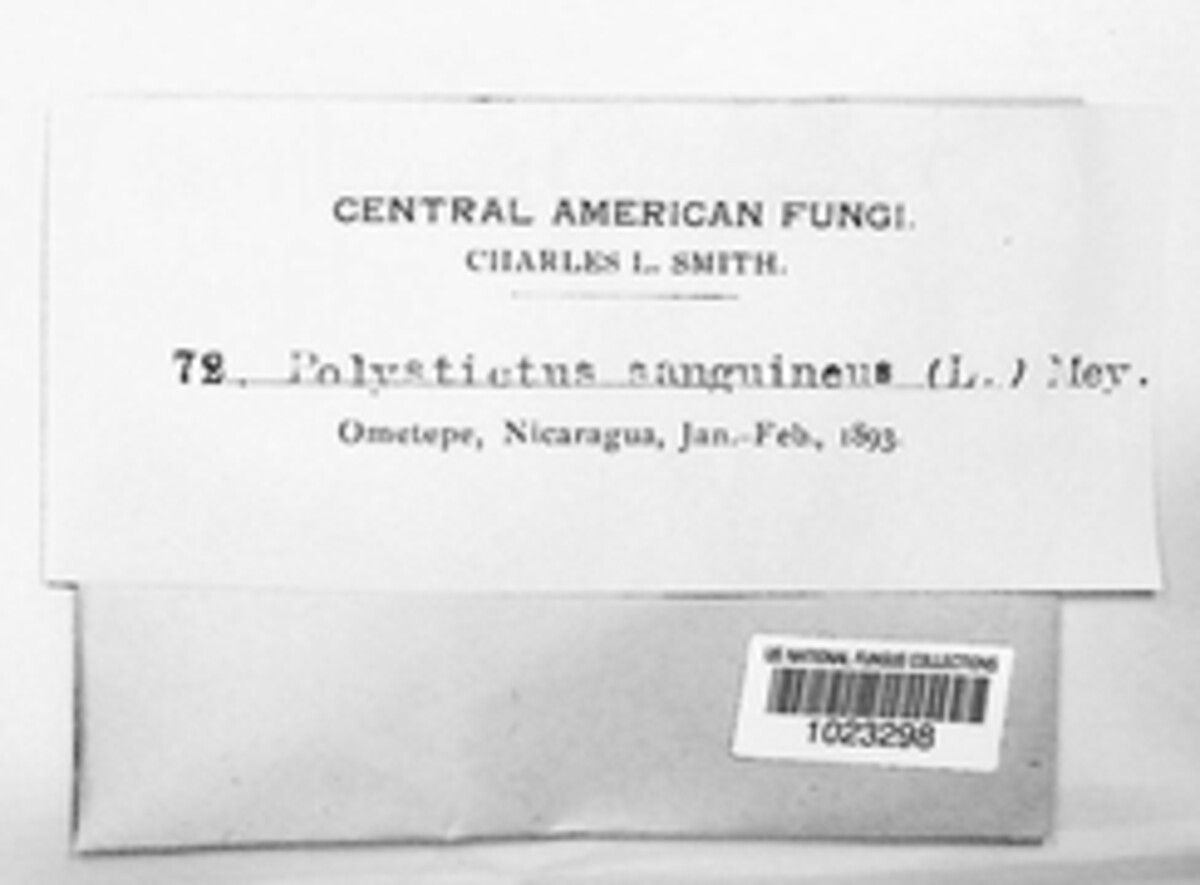 CENTRAL AMERICAN FUNGI.
CHARLES L. SMITH.
72. Polystictus sanguineus (L.) Mey.
Ometepe, Nicaragua, Jan.-Feb., 1893.
US NATIONAL FUNGUS COLLECTIONS
1023298